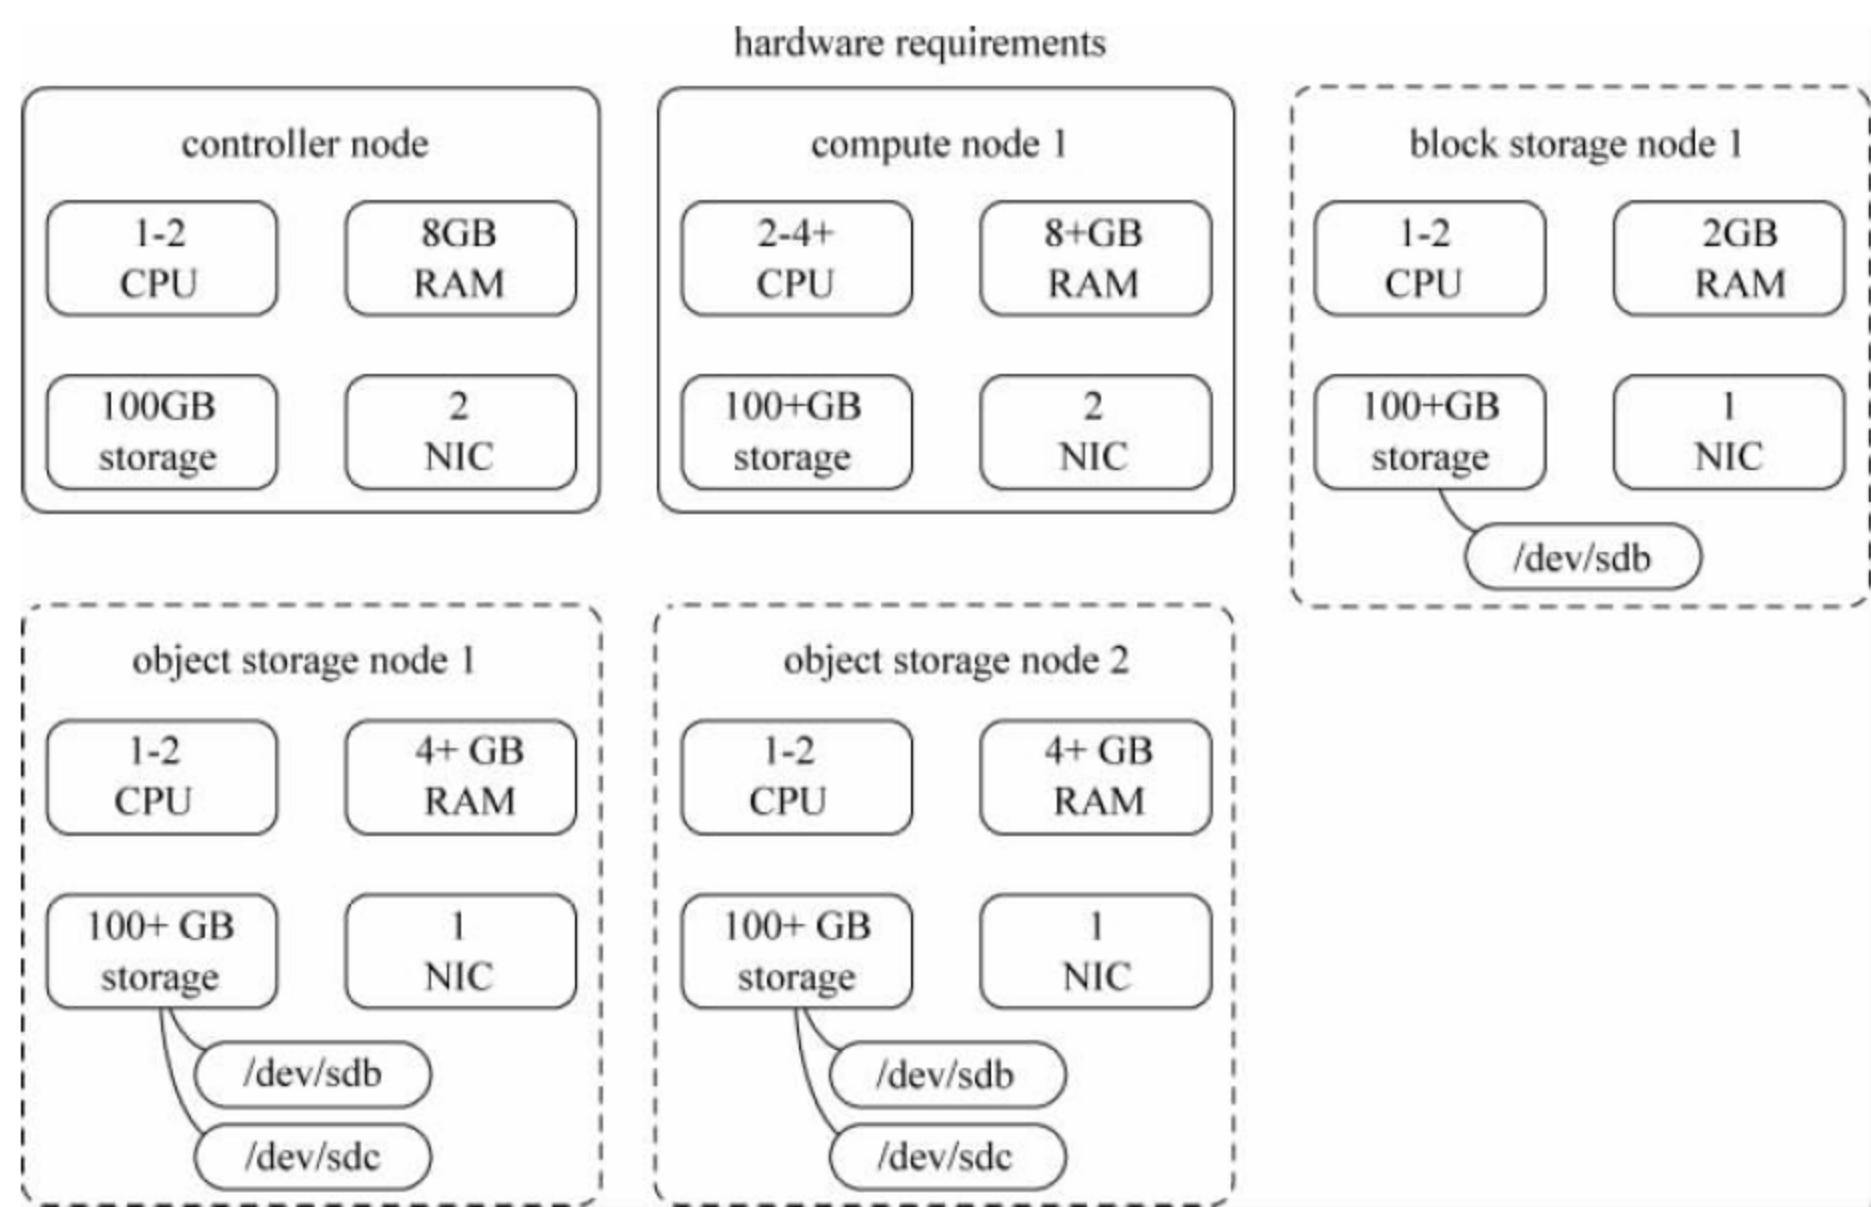 hardware requirements
controller node
1-2
CPU
8GB
RAM
100GB
storage
2
NIC
compute node 1
2-4+
CPU
8+GB
RAM
100+GB
storage
2
NIC
block storage node 1
1-2
CPU
2GB
RAM
100+GB
storage
1
NIC
/dev/sdb
object storage node 1
1-2
CPU
4+ GB
RAM
100+ GB
storage
1
NIC
/dev/sdb
/dev/sdc
object storage node 2
1-2
CPU
4+ GB
RAM
100+ GB
storage
1
NIC
/dev/sdb
/dev/sdc